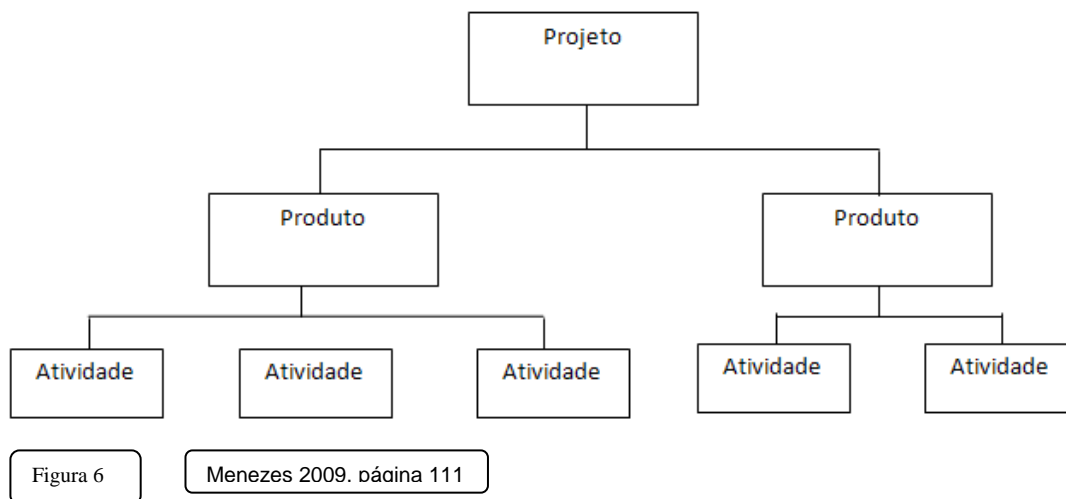 Projeto
Produto
Produto
Atividade
Atividade
Atividade
Atividade
Atividade
Figura 6
Menezes 2009. página 111